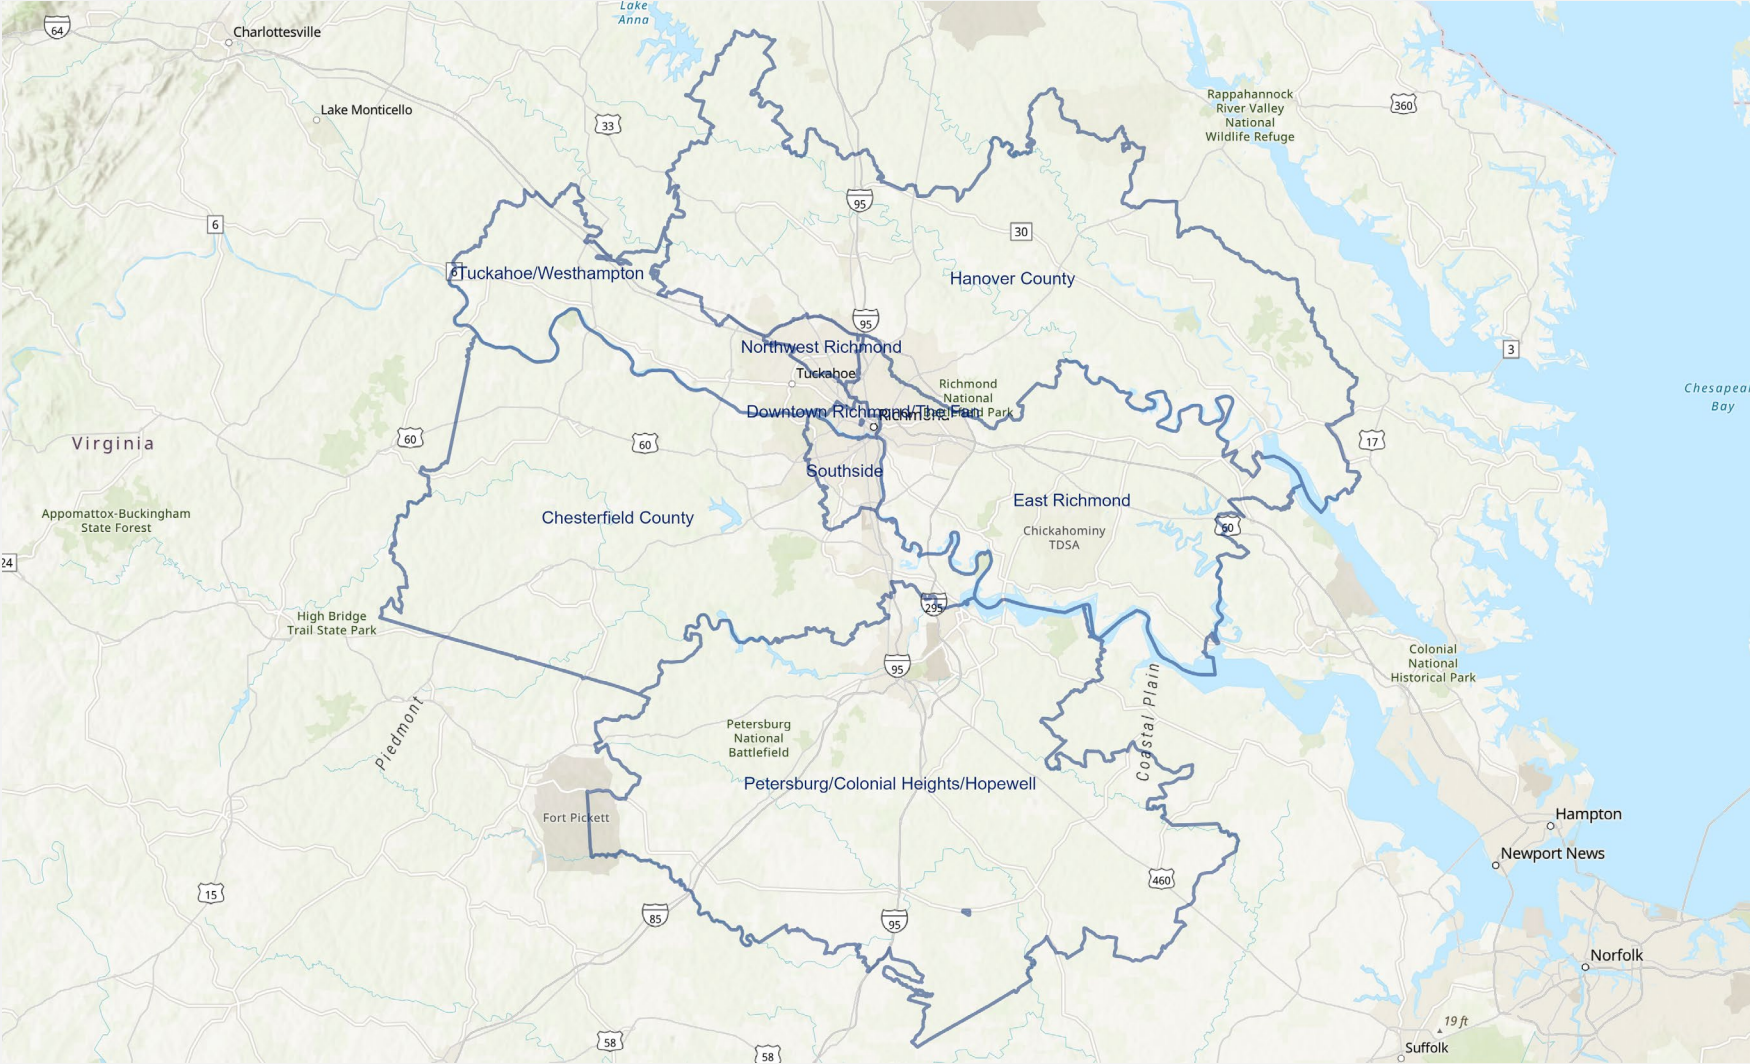 64
Charlottesville
Lake
Anna
Lake Monticello
33
Rappahannock
River Valley
National
Wildlife Refuge
360
95
6
30
6
Tuckahoe/Westhampton
Hanover County
95
Northwest Richmond
3
Tuckahoe
Richmond
National
Battlefield Park
Chesapeake
Bay
Downtown Richmond/The Fan
Richmond
Virginia
60
60
17
Southside
East Richmond
Appomattox-Buckingham
State Forest
Chesterfield County
60
Chickahominy
TDSA
24
High Bridge
Trail State Park
295
95
Colonial
National
Historical Park
Piedmont
Coastal Plain
Petersburg
National
Battlefield
Petersburg/Colonial Heights/Hopewell
Fort Pickett
Hampton
Newport News
460
15
85
95
Norfolk
19 ft
58
58
Suffolk